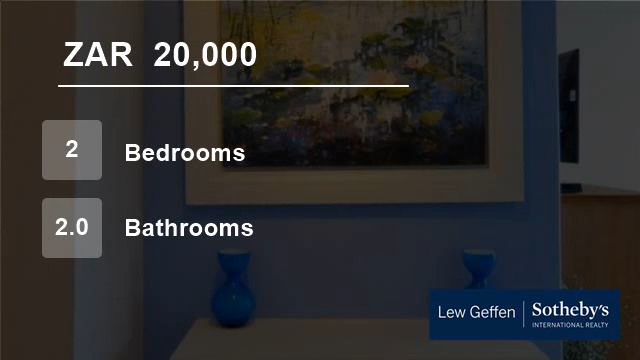 ZAR 20,000
2 Bedrooms
2.0 Bathrooms
Lew Geffen | Sotheby's
INTERNATIONAL REALTY